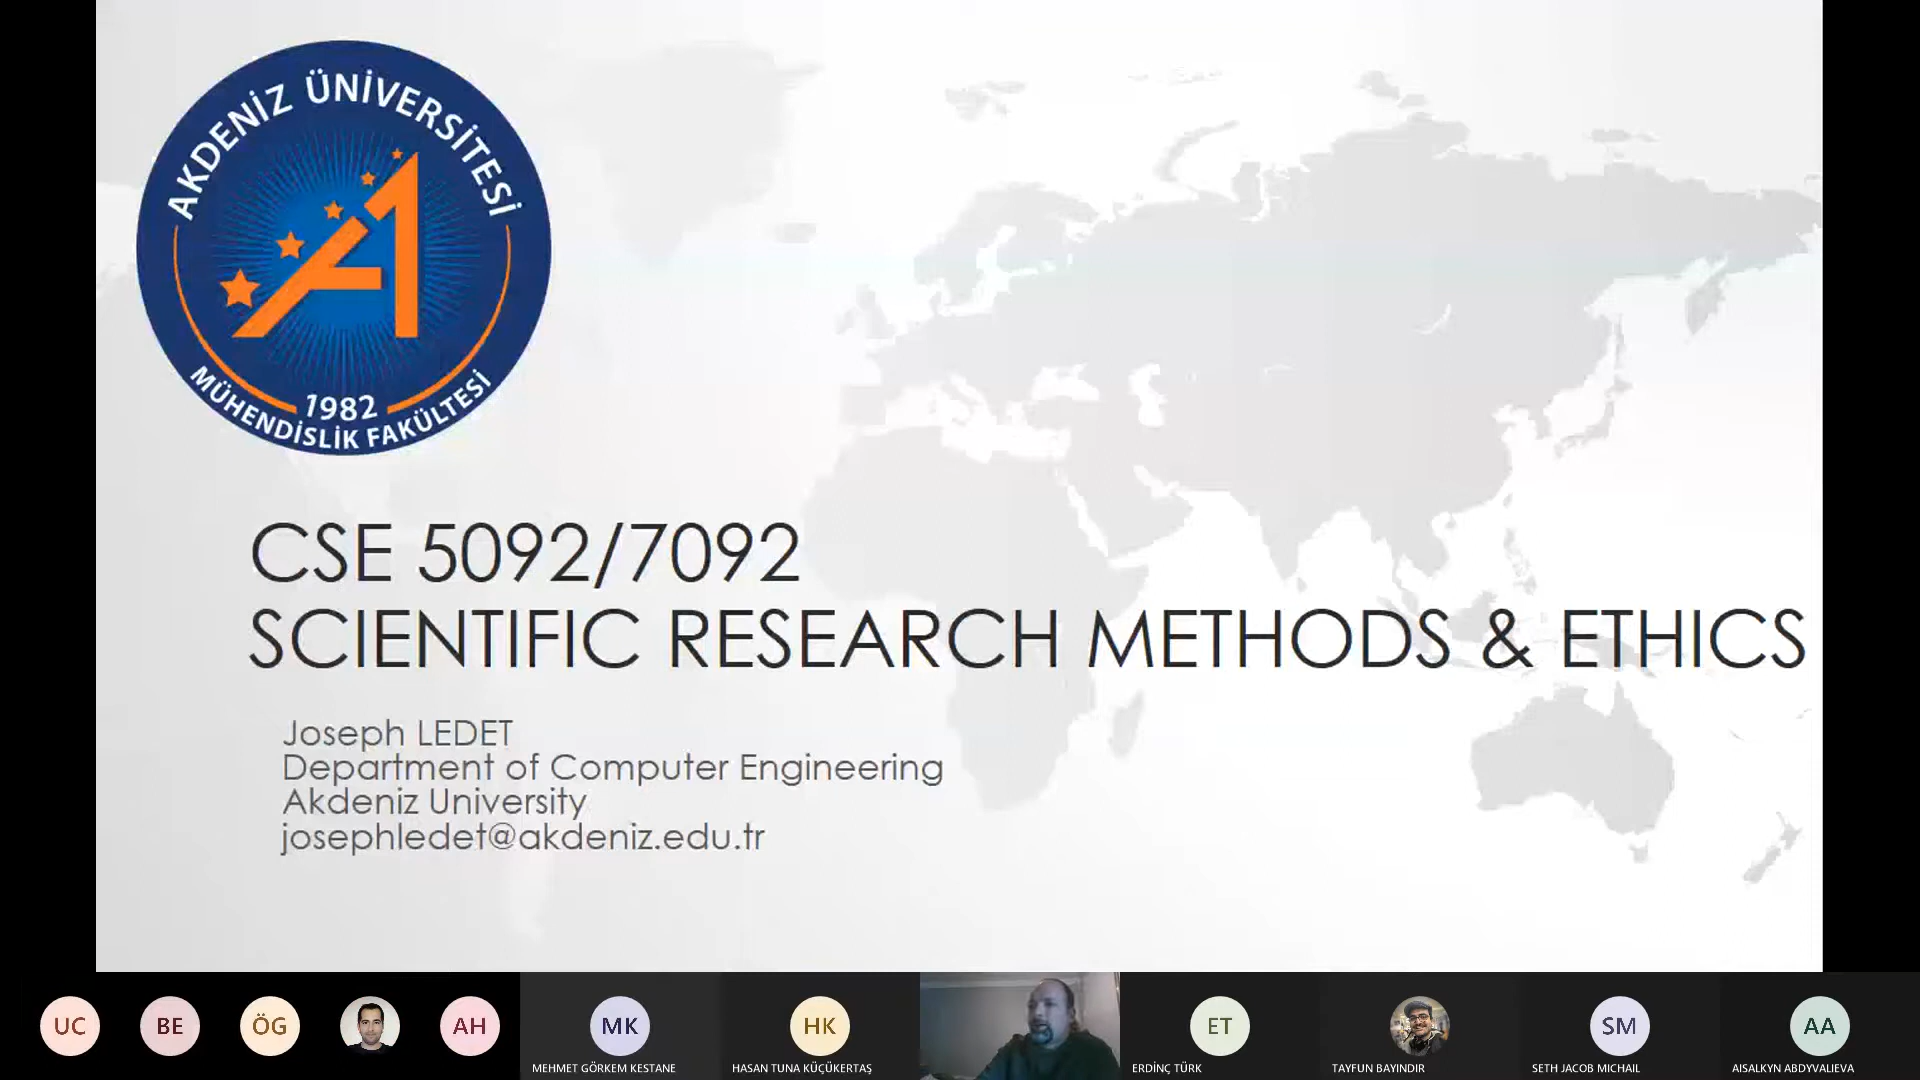 AKDENİZ ÜNİVERSİTESİ
1982
MÜHENDİSLİK FAKÜLTESİ
CSE 5092/7092
SCIENTIFIC RESEARCH METHODS & ETHICS
Joseph LEDET
Department of Computer Engineering
Akdeniz University
josephledet@akdeniz.edu.tr
UC
BE
ÖG
AH
MK
HK
ET
SM
AA
MEHMET GÖRKEM KESTANE
HASAN TUNA KÜÇÜKERTAŞ
ERDİNÇ TÜRK
TAYFUN BAYINDIR
SETH JACOB MICHAIL
AISALKYN ABDYVALIEVA